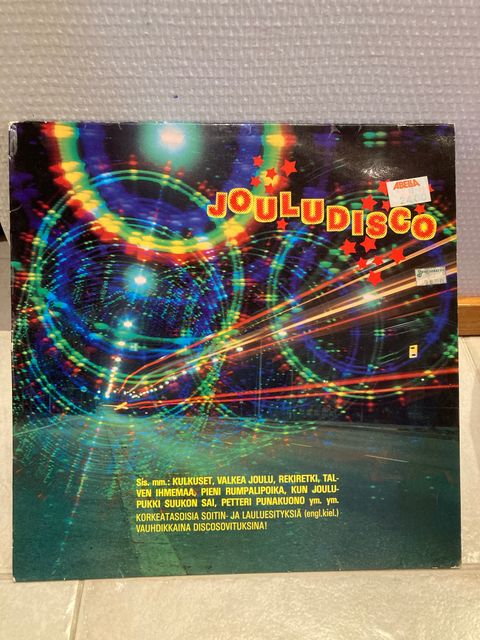 ABELLA
JOULUDISCO
Sis. mm.: KULKUSET, VALKEA JOULU, REKIRETKI, TAL-
VEN IHMEMAA, PIENI RUMPALIPOIKA, KUN JOULU-
PUKKI SUUKON SAI, PETTERI PUNAKUONO ym. ym.
KORKEATASOISIA SOITIN- JA LAULUESITYKSIÄ (engl.kiel.)
VAUHDIKKAINA DISCOSOVITUKSINA!